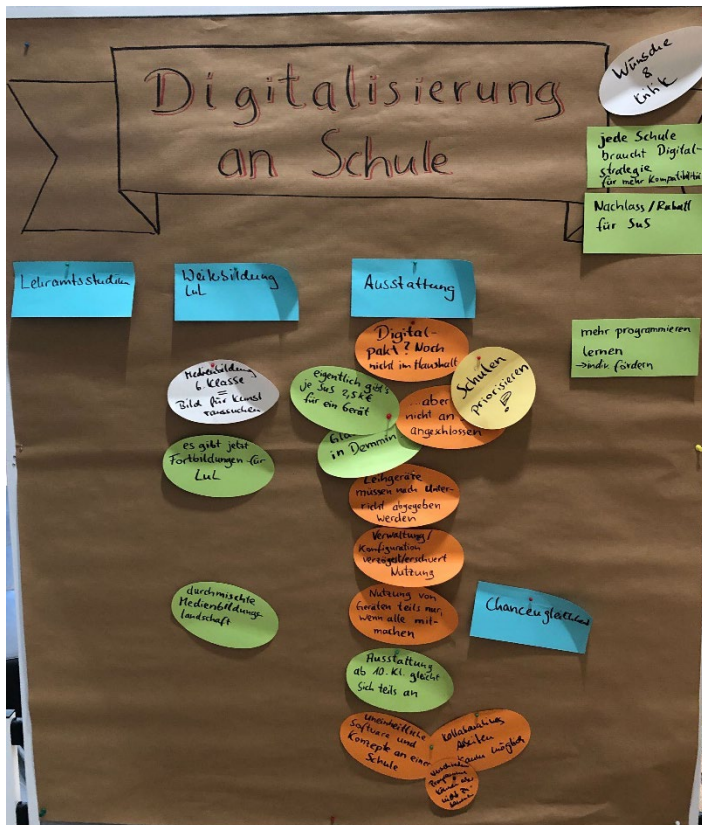 Digitalisierung
an Schule
Wünsche
&
Kritik
jede Schule
braucht Digital-
strategie
für mehr Kompatibilität
Nachlass/Rabatt
für SuS
mehr programmieren
lernen
→indiv. fördern
Lehramtsstudium
Weiterbildung
LuL
Medienbildung
6. Klasse
=
Bild für Kunst
raussuchen
es gibt jetzt
Fortbildungen für
LuL
durchmischte
Medienbildungs-
landschaft
Ausstattung
Digital-
pakt? Noch
nicht im Haushalt
Schulen
priorisieren
!
eigentlich gibt's
je SuS 2,5k€
für ein Gerät
...aber
nicht an
angeschlossen
in Demmin
Leihgeräte
müssen nach Unter-
richt abgegeben
werden
Verwaltung/
Konfiguration
verzögert/erschwert
Nutzung
Nutzung von
Geräten teils nur,
wenn alle mit-
machen
Ausstattung
ab 10. Kl. gleicht
sich teils an
uneinheitliche
Software und
Konzepte an einer
Schule
kollaboratives
Arbeiten
kaum möglich
Programme
Chancengleichheit